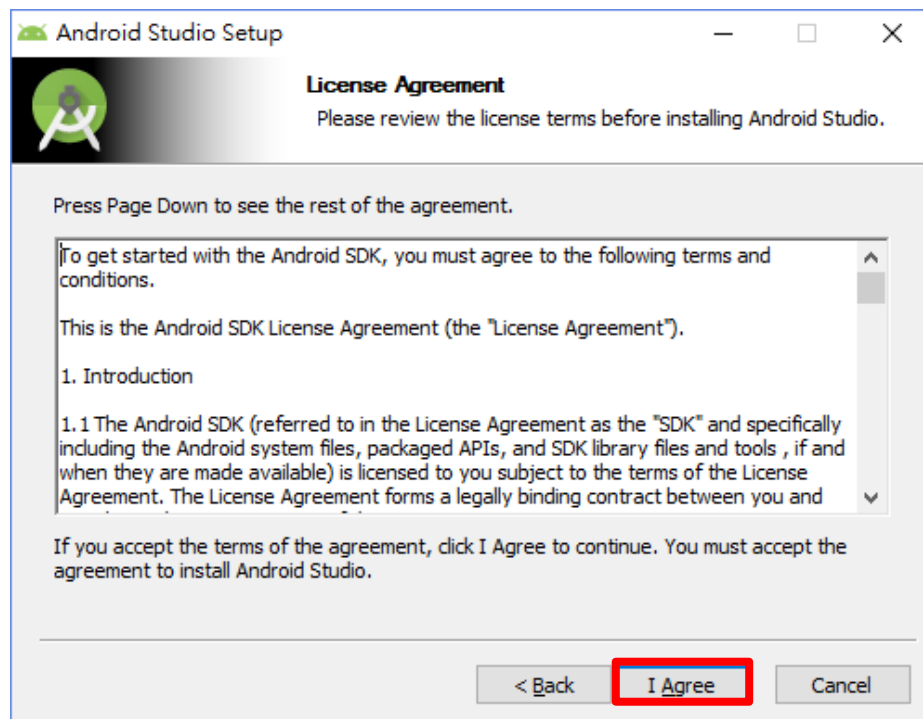 Android Studio Setup
License Agreement
Please review the license terms before installing Android Studio.
Press Page Down to see the rest of the agreement.
To get started with the Android SDK, you must agree to the following terms and
conditions.
This is the Android SDK License Agreement (the "License Agreement").
1. Introduction
1.1 The Android SDK (referred to in the License Agreement as the "SDK" and specifically
including the Android system files, packaged APIs, and SDK library files and tools , if and
when they are made available) is licensed to you subject to the terms of the License
Agreement. The License Agreement forms a legally binding contract between you and
If you accept the terms of the agreement, click I Agree to continue. You must accept the
agreement to install Android Studio.
< Back
I Agree
Cancel